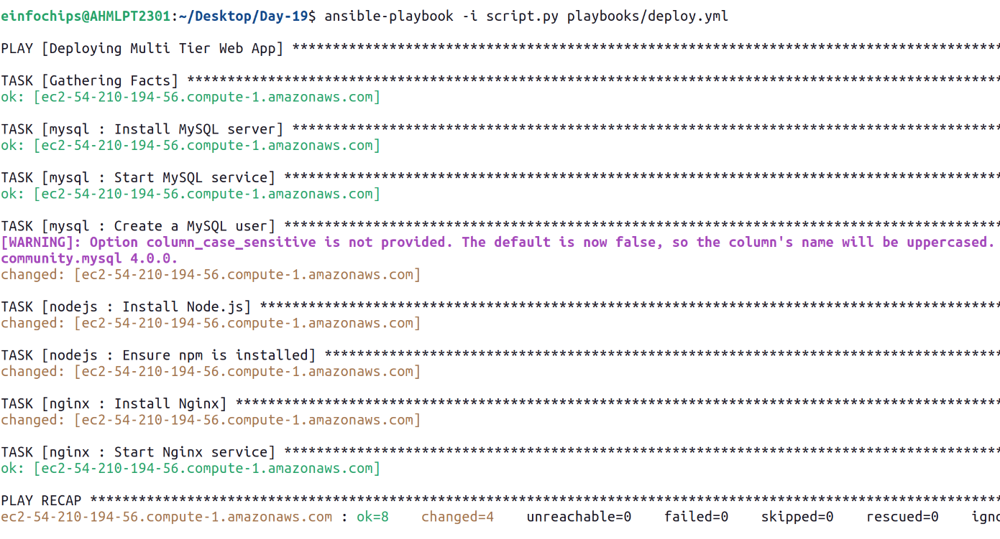 einfochips@AHMLPT2301:~/Desktop/Day-19$ ansible-playbook -i script.py playbooks/deploy.yml
PLAY [Deploying Multi Tier Web App] ****************************************************************************************
TASK [Gathering Facts] *****************************************************************************************************
ok: [ec2-54-210-194-56.compute-1.amazonaws.com]
TASK [mysql : Install MySQL server] ****************************************************************************************
ok: [ec2-54-210-194-56.compute-1.amazonaws.com]
TASK [mysql : Start MySQL service] *****************************************************************************************
ok: [ec2-54-210-194-56.compute-1.amazonaws.com]
TASK [mysql : Create a MySQL user] *****************************************************************************************
[WARNING]: Option column_case_sensitive is not provided. The default is now false, so the column's name will be uppercased.
community.mysql 4.0.0.
changed: [ec2-54-210-194-56.compute-1.amazonaws.com]
TASK [nodejs : Install Node.js] ********************************************************************************************
changed: [ec2-54-210-194-56.compute-1.amazonaws.com]
TASK [nodejs : Ensure npm is installed] ************************************************************************************
changed: [ec2-54-210-194-56.compute-1.amazonaws.com]
TASK [nginx : Install Nginx] ***********************************************************************************************
changed: [ec2-54-210-194-56.compute-1.amazonaws.com]
TASK [nginx : Start Nginx service] *****************************************************************************************
ok: [ec2-54-210-194-56.compute-1.amazonaws.com]
PLAY RECAP *****************************************************************************************************************
ec2-54-210-194-56.compute-1.amazonaws.com : ok=8    changed=4    unreachable=0    failed=0    skipped=0    rescued=0